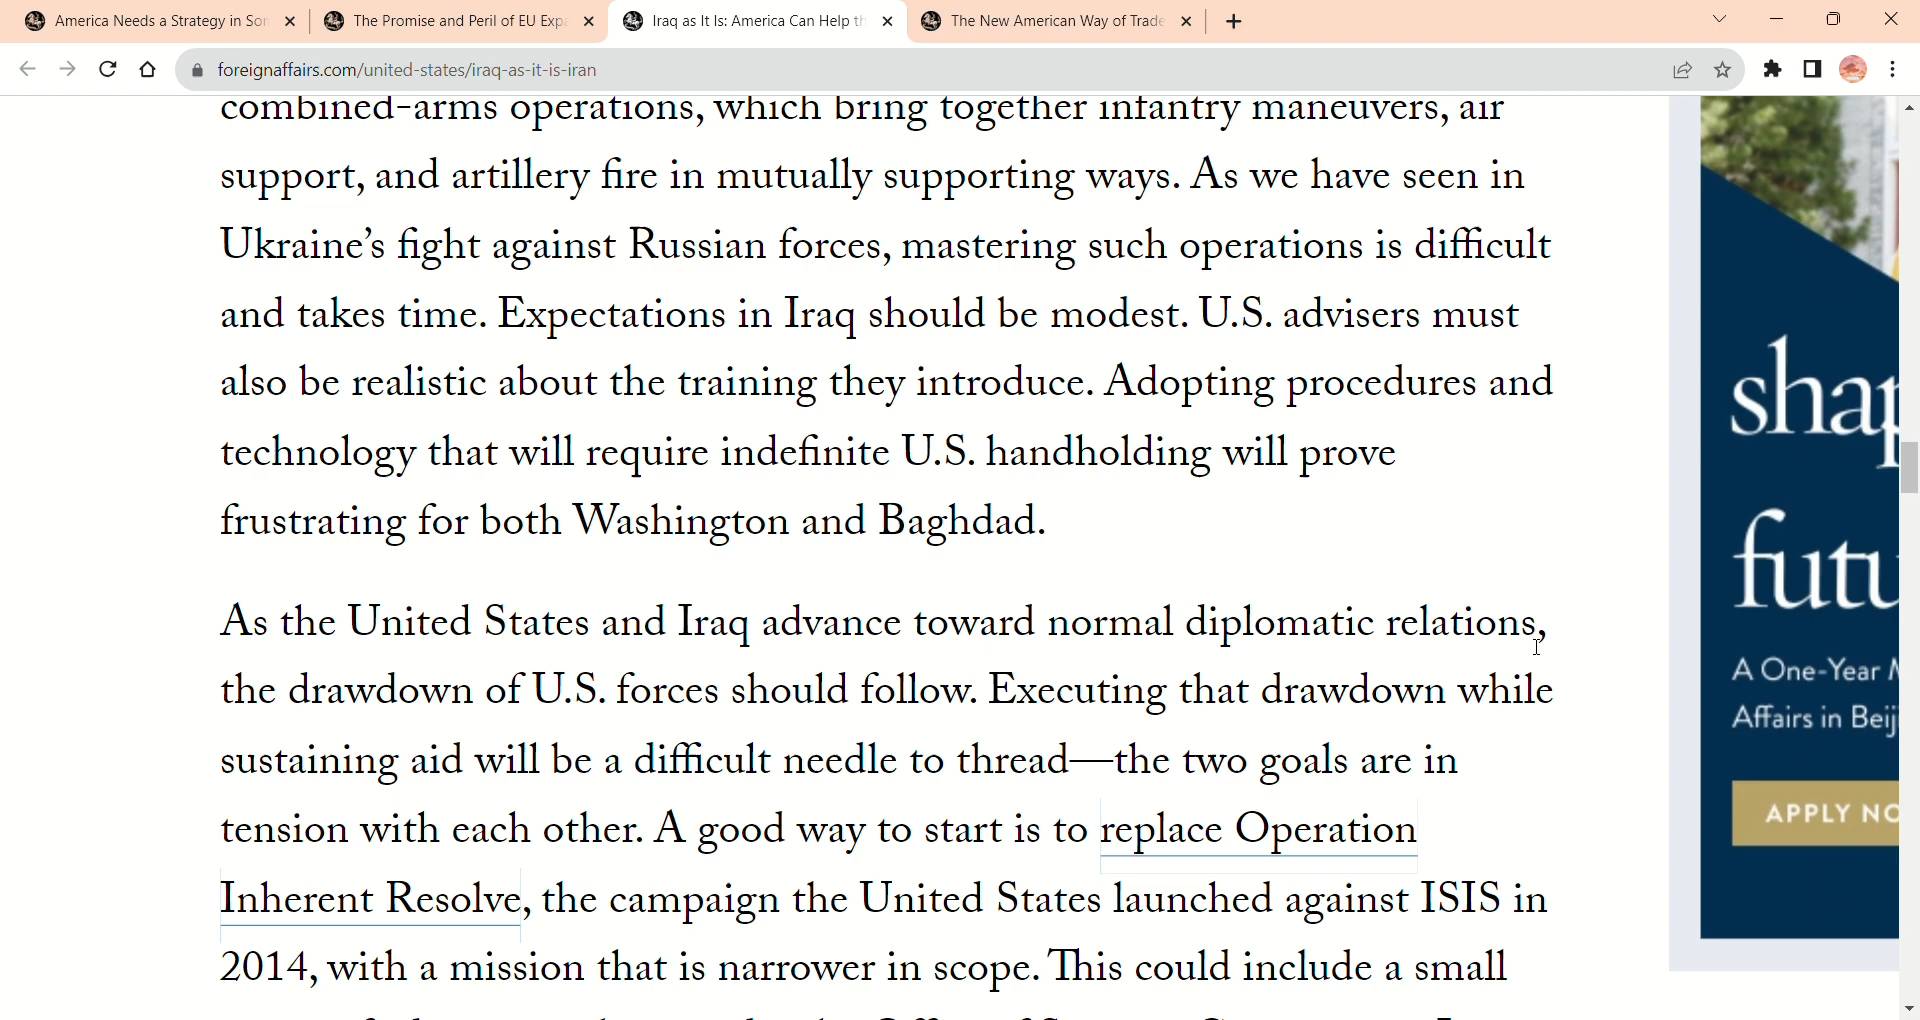 America Needs a Strategy in So
The Promise and Peril of EU Exp
Iraq as It Is: America Can Help th
The New American Way of Trade
foreignaffairs.com/united-states/iraq-as-it-is-iran
combined-arms operations, which bring together infantry maneuvers, air
support, and artillery fire in mutually supporting ways. As we have seen in
Ukraine’s fight against Russian forces, mastering such operations is difficult
and takes time. Expectations in Iraq should be modest. U.S. advisers must
also be realistic about the training they introduce. Adopting procedures and
technology that will require indefinite U.S. handholding will prove
frustrating for both Washington and Baghdad.
As the United States and Iraq advance toward normal diplomatic relations,
the drawdown of U.S. forces should follow. Executing that drawdown while
sustaining aid will be a difficult needle to thread—the two goals are in
tension with each other. A good way to start is to replace Operation
Inherent Resolve, the campaign the United States launched against ISIS in
2014, with a mission that is narrower in scope. This could include a small
shap
futu
A One-Year M
Affairs in Beij
APPLY NO